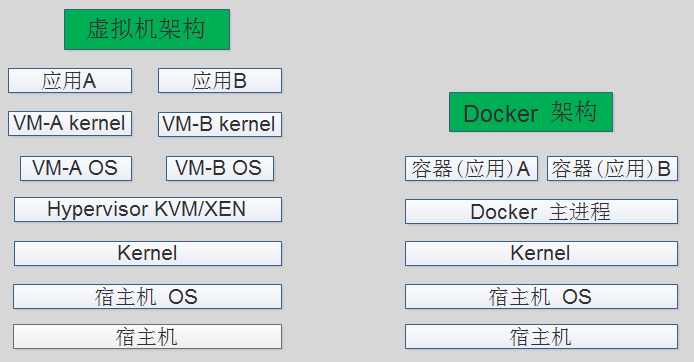 虚拟机架构
应用A 应用B
VM-A kernel VM-B kernel
VM-A OS VM-B OS
Hypervisor KVM/XEN
Kernel
宿主机 OS
宿主机
Docker 架构
容器(应用)A 容器(应用)B
Docker 主进程
Kernel
宿主机 OS
宿主机